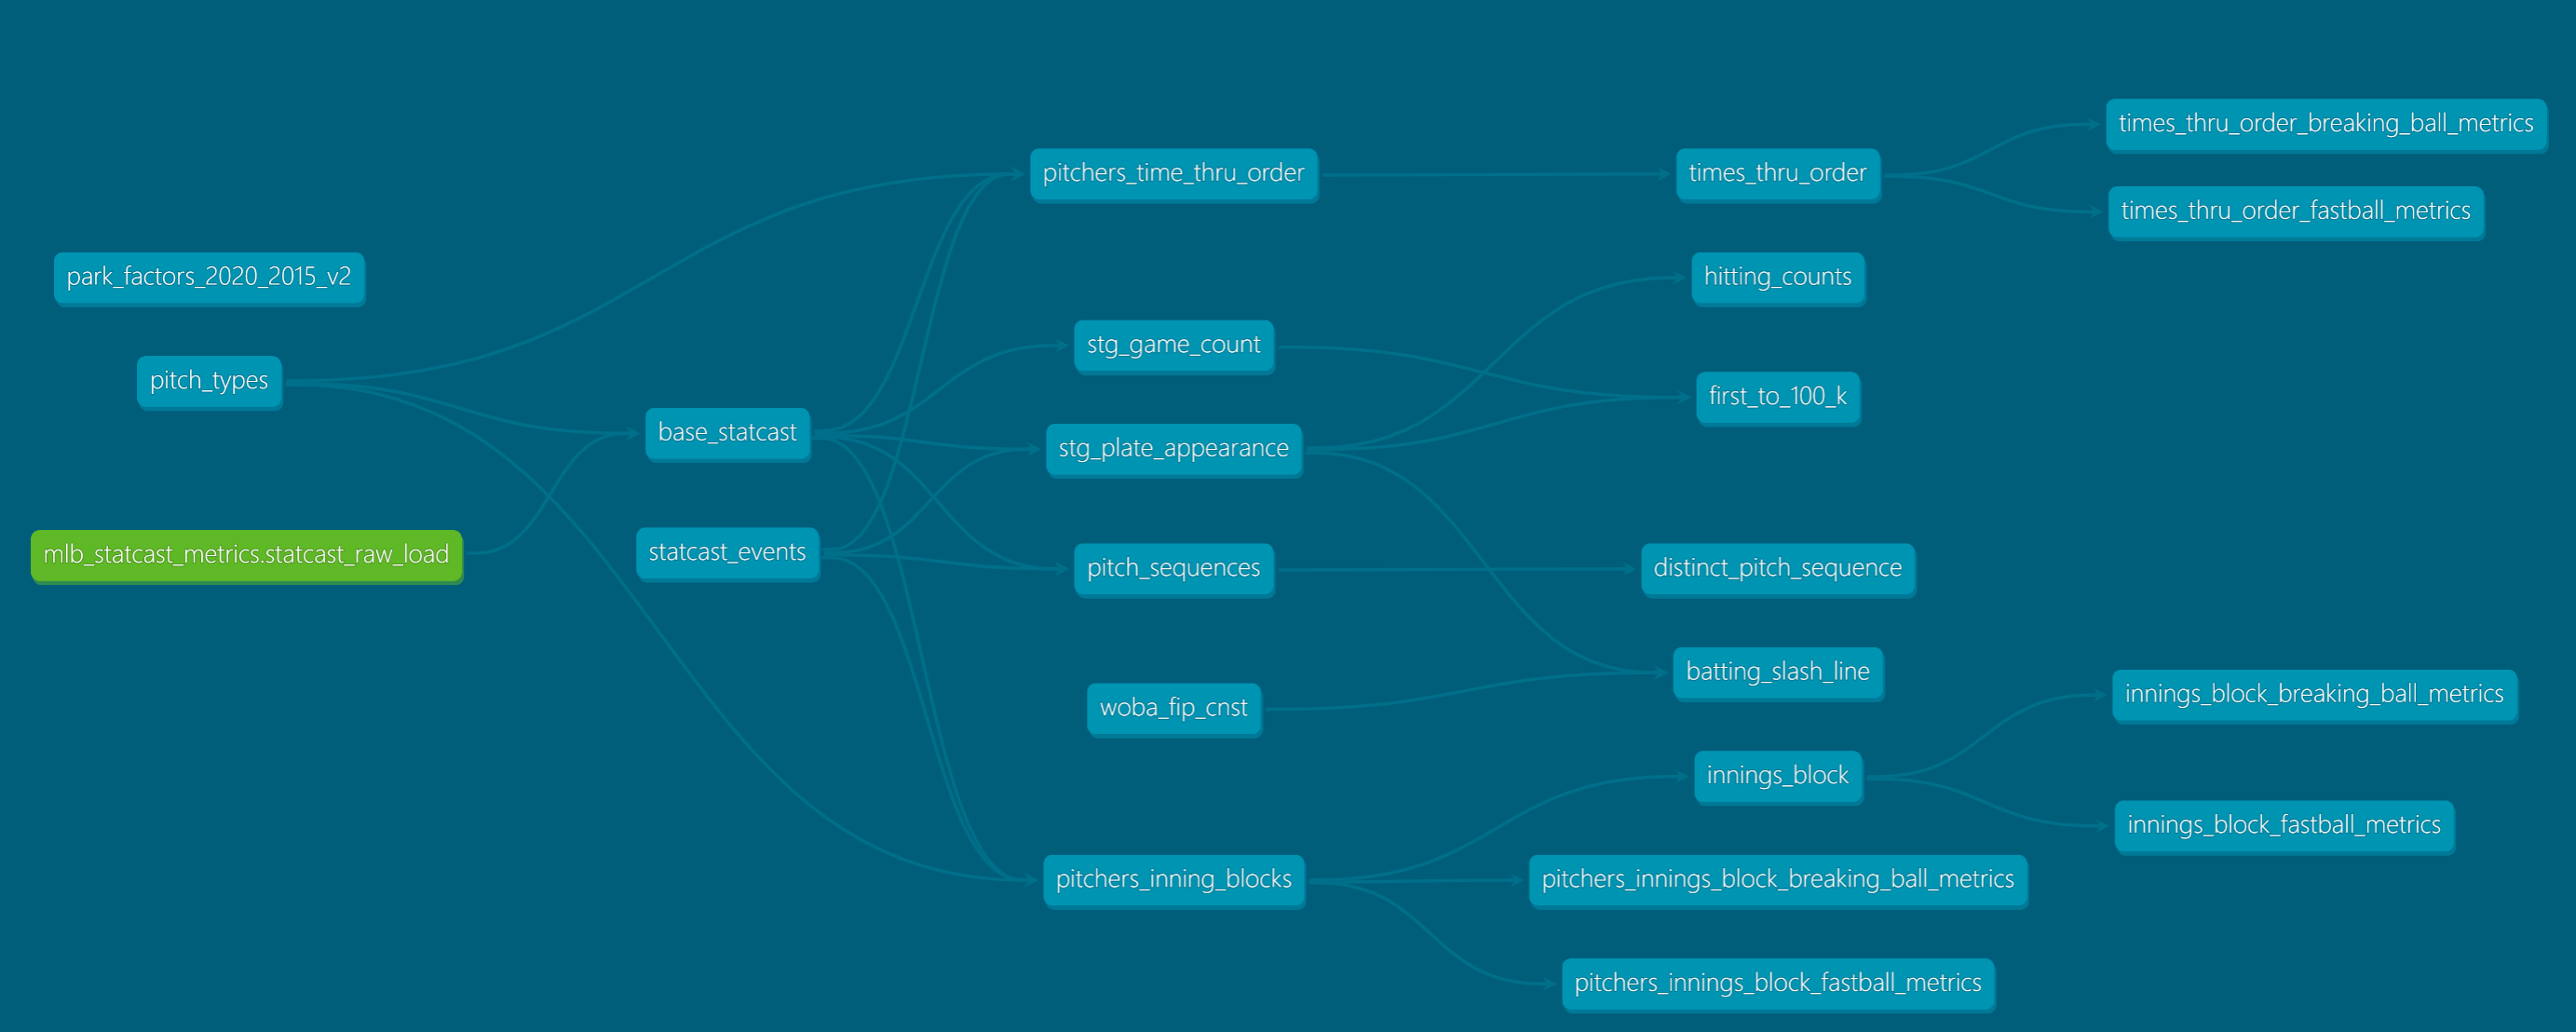 times_thru_order_breaking_ball_metrics
pitchers_time_thru_order
times_thru_order
times_thru_order_fastball_metrics
park_factors_2020_2015_v2
hitting_counts
stg_game_count
pitch_types
first_to_100_k
base_statcast
stg_plate_appearance
mlb_statcast_metrics.statcast_raw_load
statcast_events
pitch_sequences
distinct_pitch_sequence
batting_slash_line
woba_fip_cnst
innings_block_breaking_ball_metrics
innings_block
innings_block_fastball_metrics
pitchers_inning_blocks
pitchers_innings_block_breaking_ball_metrics
pitchers_innings_block_fastball_metrics